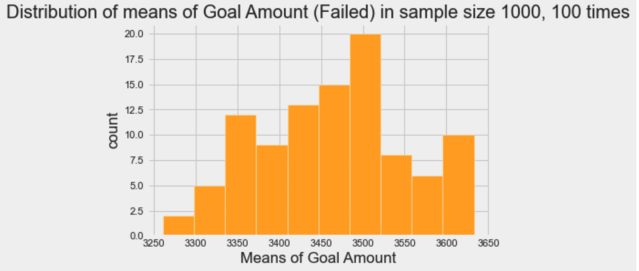 Distribution of means of Goal Amount (Failed) in sample size 1000, 100 times
20.0
17.5
15.0
12.5
10.0
7.5
5.0
2.5
0.0
count
3250 3300 3350 3400 3450 3500 3550 3600 3650
Means of Goal Amount